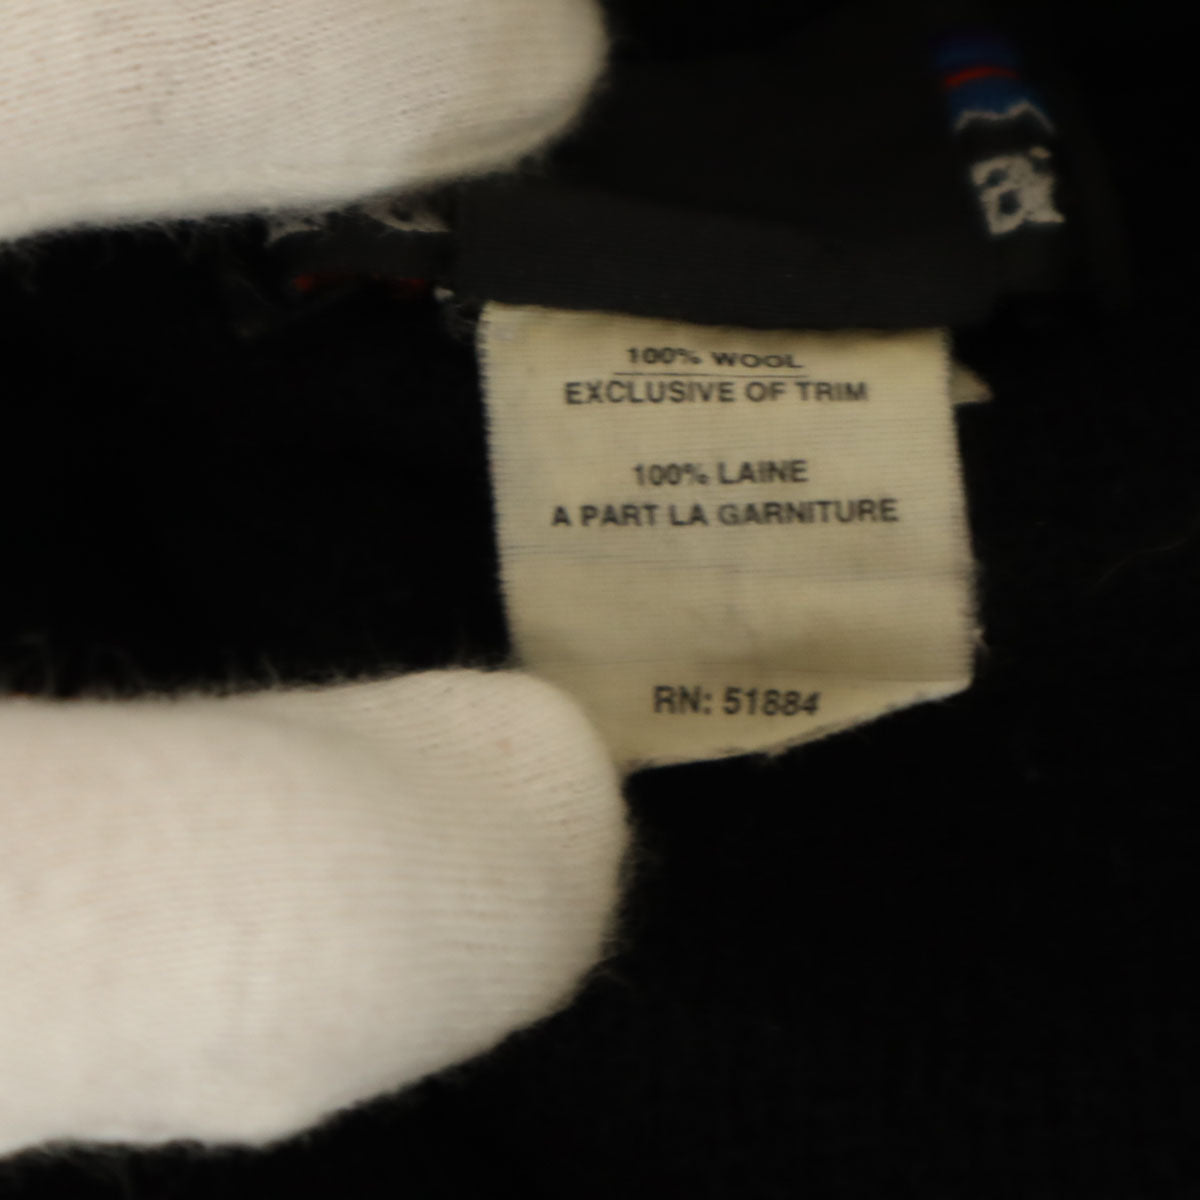 100% WOOL
EXCLUSIVE OF TRIM
100% LAINE
A PART LA GARNITURE
RN: 51884